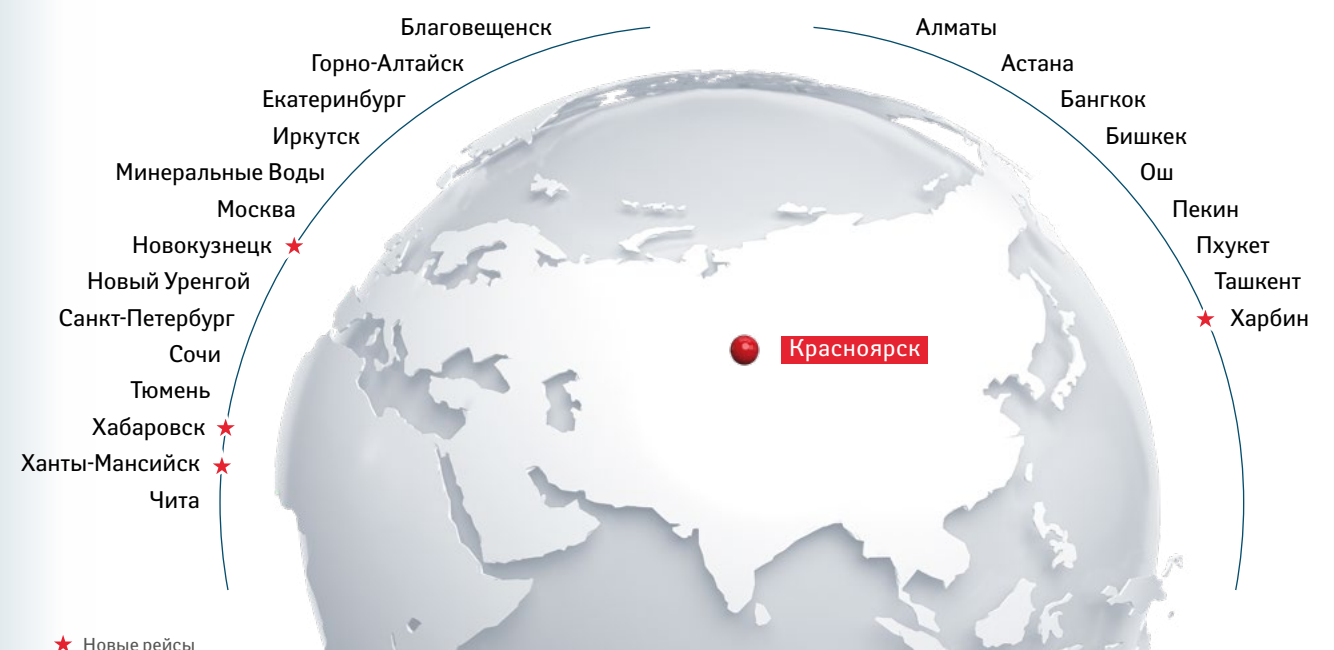 Благовещенск
Горно-Алтайск
Екатеринбург
Иркутск
Минеральные Воды
Москва
Новокузнецк
Новый Уренгой
Санкт-Петербург
Сочи
Тюмень
Хабаровск
Ханты-Мансийск
Чита
Алматы
Астана
Бангкок
Бишкек
Ош
Пекин
Пхукет
Ташкент
Харбин
Красноярск
Новые рейсы